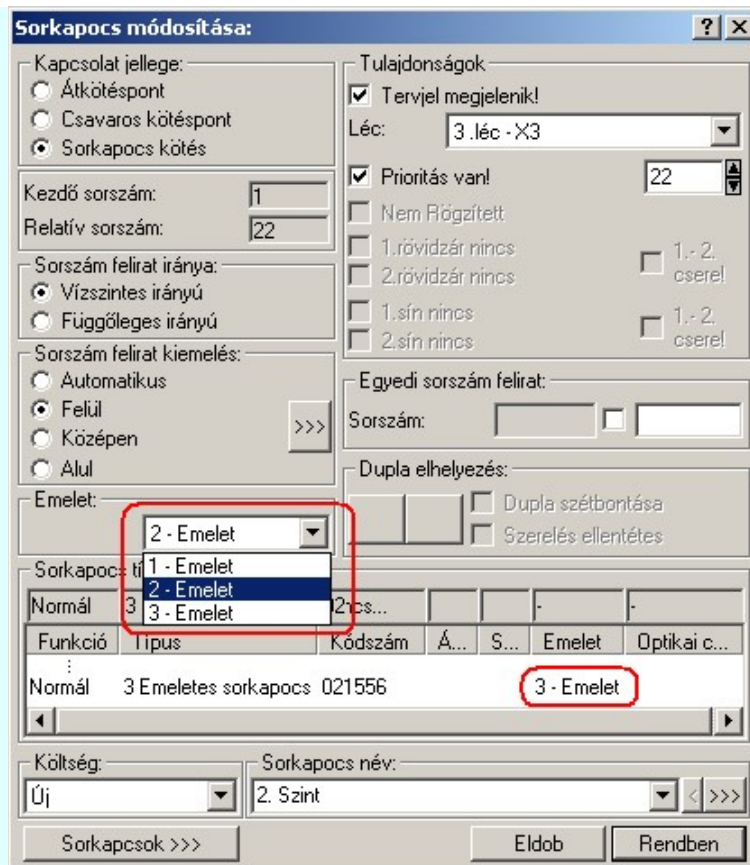 Sorkapocs módosítása:
Kapcsolat jellege:
Átkötéspont
Csavaros kötéspont
Sorkapocs kötés
Kezdő sorszám: 1
Relatív sorszám: 22
Sorszám felirat iránya:
Vízszintes irányú
Függőleges irányú
Sorszám felirat kiemelés:
Automatikus
Felül
Középen
Alul
>>>
Emelet:
2 - Emelet
1 - Emelet
2 - Emelet
3 - Emelet
Tulajdonságok
Tervjel megjelenik!
Léc: 3.léc - X3
Prioritás van! 22
Nem Rögzített
1.rövidzár nincs
2.rövidzár nincs
1.- 2. csere!
1.sín nincs
2.sín nincs
1.- 2. csere!
Egyedi sorszám felirat:
Sorszám:
Dupla elhelyezés:
Dupla szétbontása
Szerelés ellentétes
Sorkapocs
Normál 3 - -
Funkció Típus Kódszám Á... S... Emelet Optikai c...
Normál 3 Emeletes sorkapocs 021556 3 - Emelet
Költség:
Új
Sorkapocs név:
2. Szint
< >>>
Sorkapcsok >>> Eldob Rendben